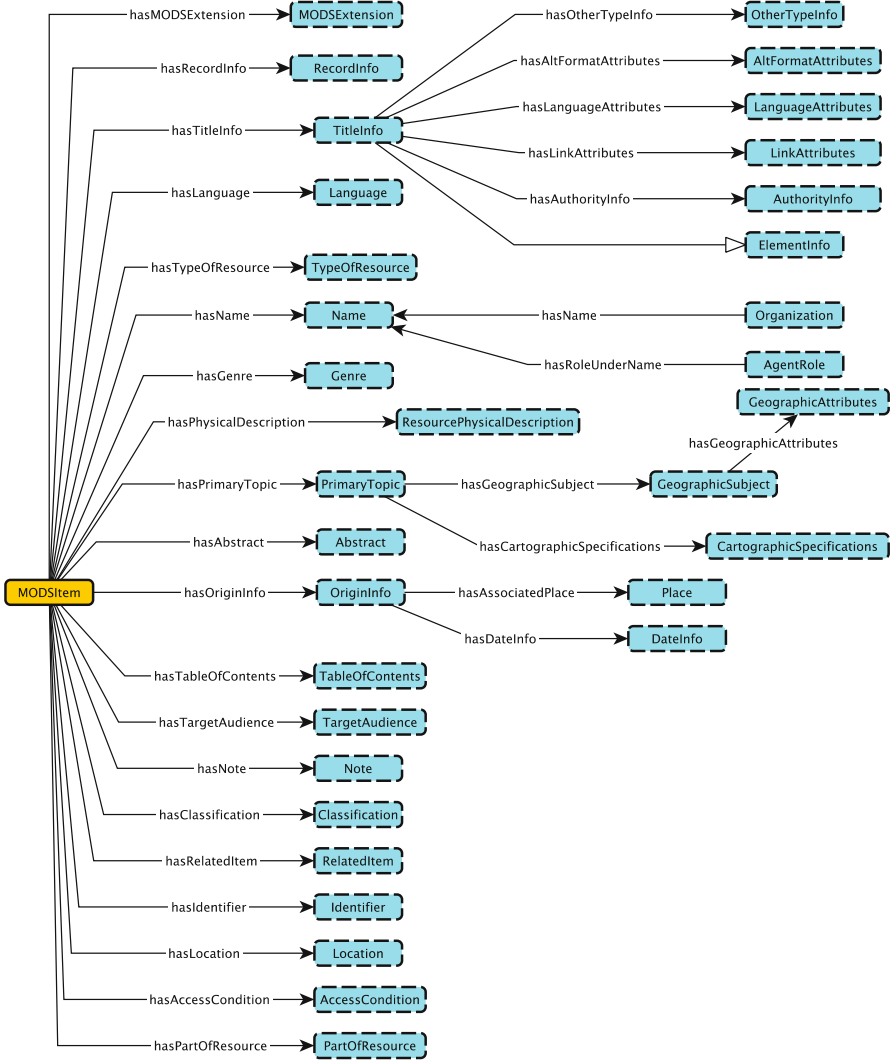 hasMODSExtension MODSExtension hasOtherTypeInfo OtherTypeInfo
hasRecordInfo RecordInfo hasAltFormatAttributes AltFormatAttributes
hasLanguageAttributes LanguageAttributes
hasTitleInfo TitleInfo
hasLinkAttributes LinkAttributes
hasLanguage Language hasAuthorityInfo AuthorityInfo
ElementInfo
hasTypeOfResource TypeOfResource
hasName Name hasName Organization
hasRoleUnderName AgentRole
hasGenre Genre
GeographicAttributes
hasPhysicalDescription ResourcePhysicalDescription
hasGeographicAttributes
hasPrimaryTopic PrimaryTopic hasGeographicSubject GeographicSubject
hasAbstract Abstract
hasCartographicSpecifications CartographicSpecifications
MODSItem hasOriginInfo OriginInfo hasAssociatedPlace Place
hasDateInfo DateInfo
hasTableOfContents TableOfContents
hasTargetAudience TargetAudience
hasNote Note
hasClassification Classification
hasRelatedItem RelatedItem
hasIdentifier Identifier
hasLocation Location
hasAccessCondition AccessCondition
hasPartOfResource PartOfResource